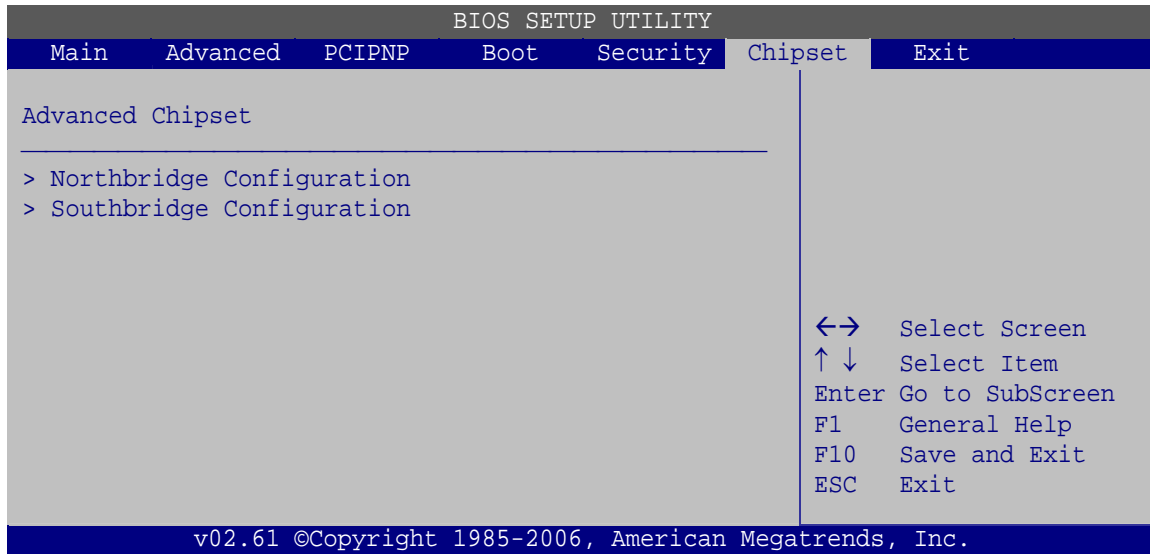 BIOS SETUP UTILITY
Main Advanced PCIPNP Boot Security Chipset Exit
Advanced Chipset
> Northbridge Configuration
> Southbridge Configuration
←→ Select Screen
↑ ↓ Select Item
Enter Go to SubScreen
F1 General Help
F10 Save and Exit
ESC Exit
v02.61 ©Copyright 1985-2006, American Megatrends, Inc.